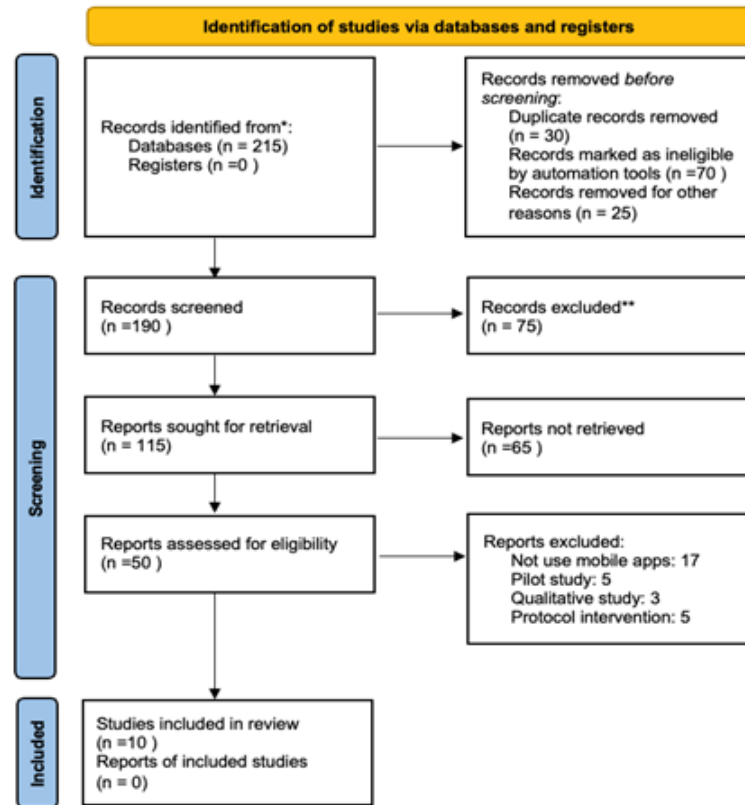 Identification of studies via databases and registers
Identification
Records identified from*:
Databases (n = 215)
Registers (n =0 )
Records removed before
screening:
Duplicate records removed
(n = 30)
Records marked as ineligible
by automation tools (n =70 )
Records removed for other
reasons (n = 25)
Screening
Records screened
(n =190 )
Records excluded**
(n = 75)
Reports sought for retrieval
(n = 115)
Reports not retrieved
(n =65 )
Reports assessed for eligibility
(n =50 )
Reports excluded:
Not use mobile apps: 17
Pilot study: 5
Qualitative study: 3
Protocol intervention: 5
Included
Studies included in review
(n =10 )
Reports of included studies
(n = 0)